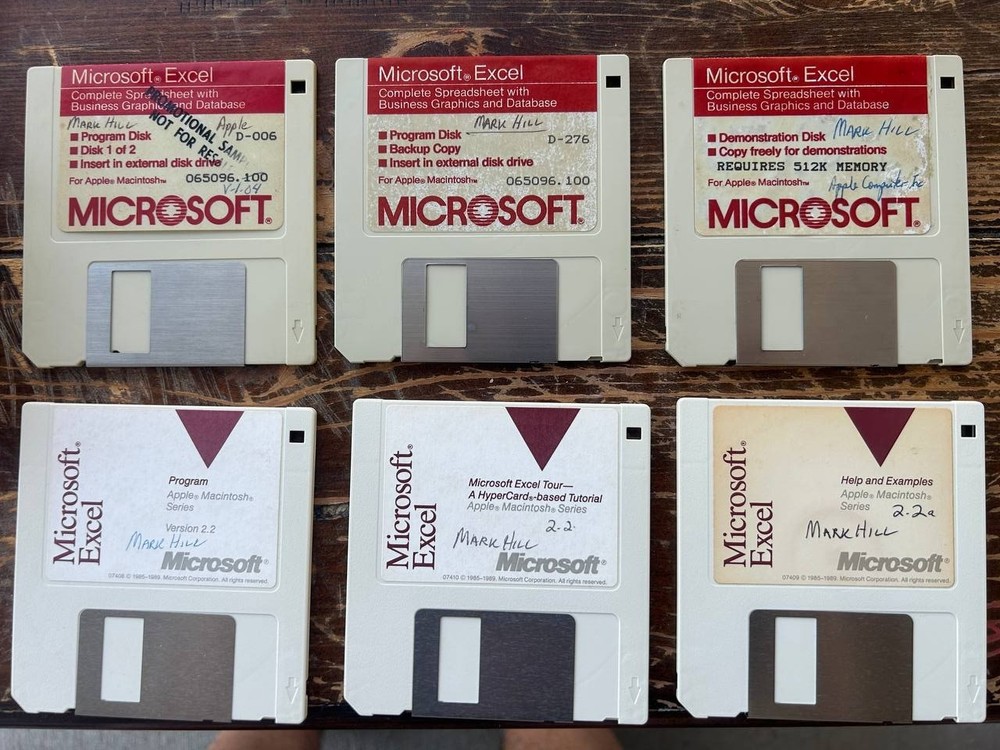 Microsoft® Excel
Complete Spreadsheet with
Business Graphics and Database
PROMOTIONAL SAMPLE
NOT FOR RESALE
MARK HILL Apple
■ Program Disk D-006
■ Disk 1 of 2
■ Insert in external disk drive
For Apple® Macintosh™ 065096.100
V-1.04
MICROSOFT®
Microsoft® Excel
Complete Spreadsheet with
Business Graphics and Database
MARK HILL
■ Program Disk
D-276
■ Backup Copy
■ Insert in external disk drive
For Apple® Macintosh™ 065096.100
MICROSOFT®
Microsoft® Excel
Complete Spreadsheet with
Business Graphics and Database
■ Demonstration Disk MARK HILL
■ Copy freely for demonstrations
REQUIRES 512K MEMORY
For Apple® Macintosh™
Apple Computer Inc
MICROSOFT®
Microsoft®
Excel
Program
Apple® Macintosh®
Series
Version 2.2
MARK HILL
Microsoft®
07408 © 1985-1989. Microsoft Corporation. All rights reserved.
Microsoft®
Excel
Microsoft Excel Tour—
A HyperCard®-based Tutorial
Apple® Macintosh® Series
2.2
MARK HILL
Microsoft®
07410 © 1985-1989. Microsoft Corporation. All rights reserved.
Microsoft®
Excel
Help and Examples
Apple® Macintosh®
Series
2.2a
MARK HILL
Microsoft®
07409 © 1985-1989. Microsoft Corporation. All rights reserved.